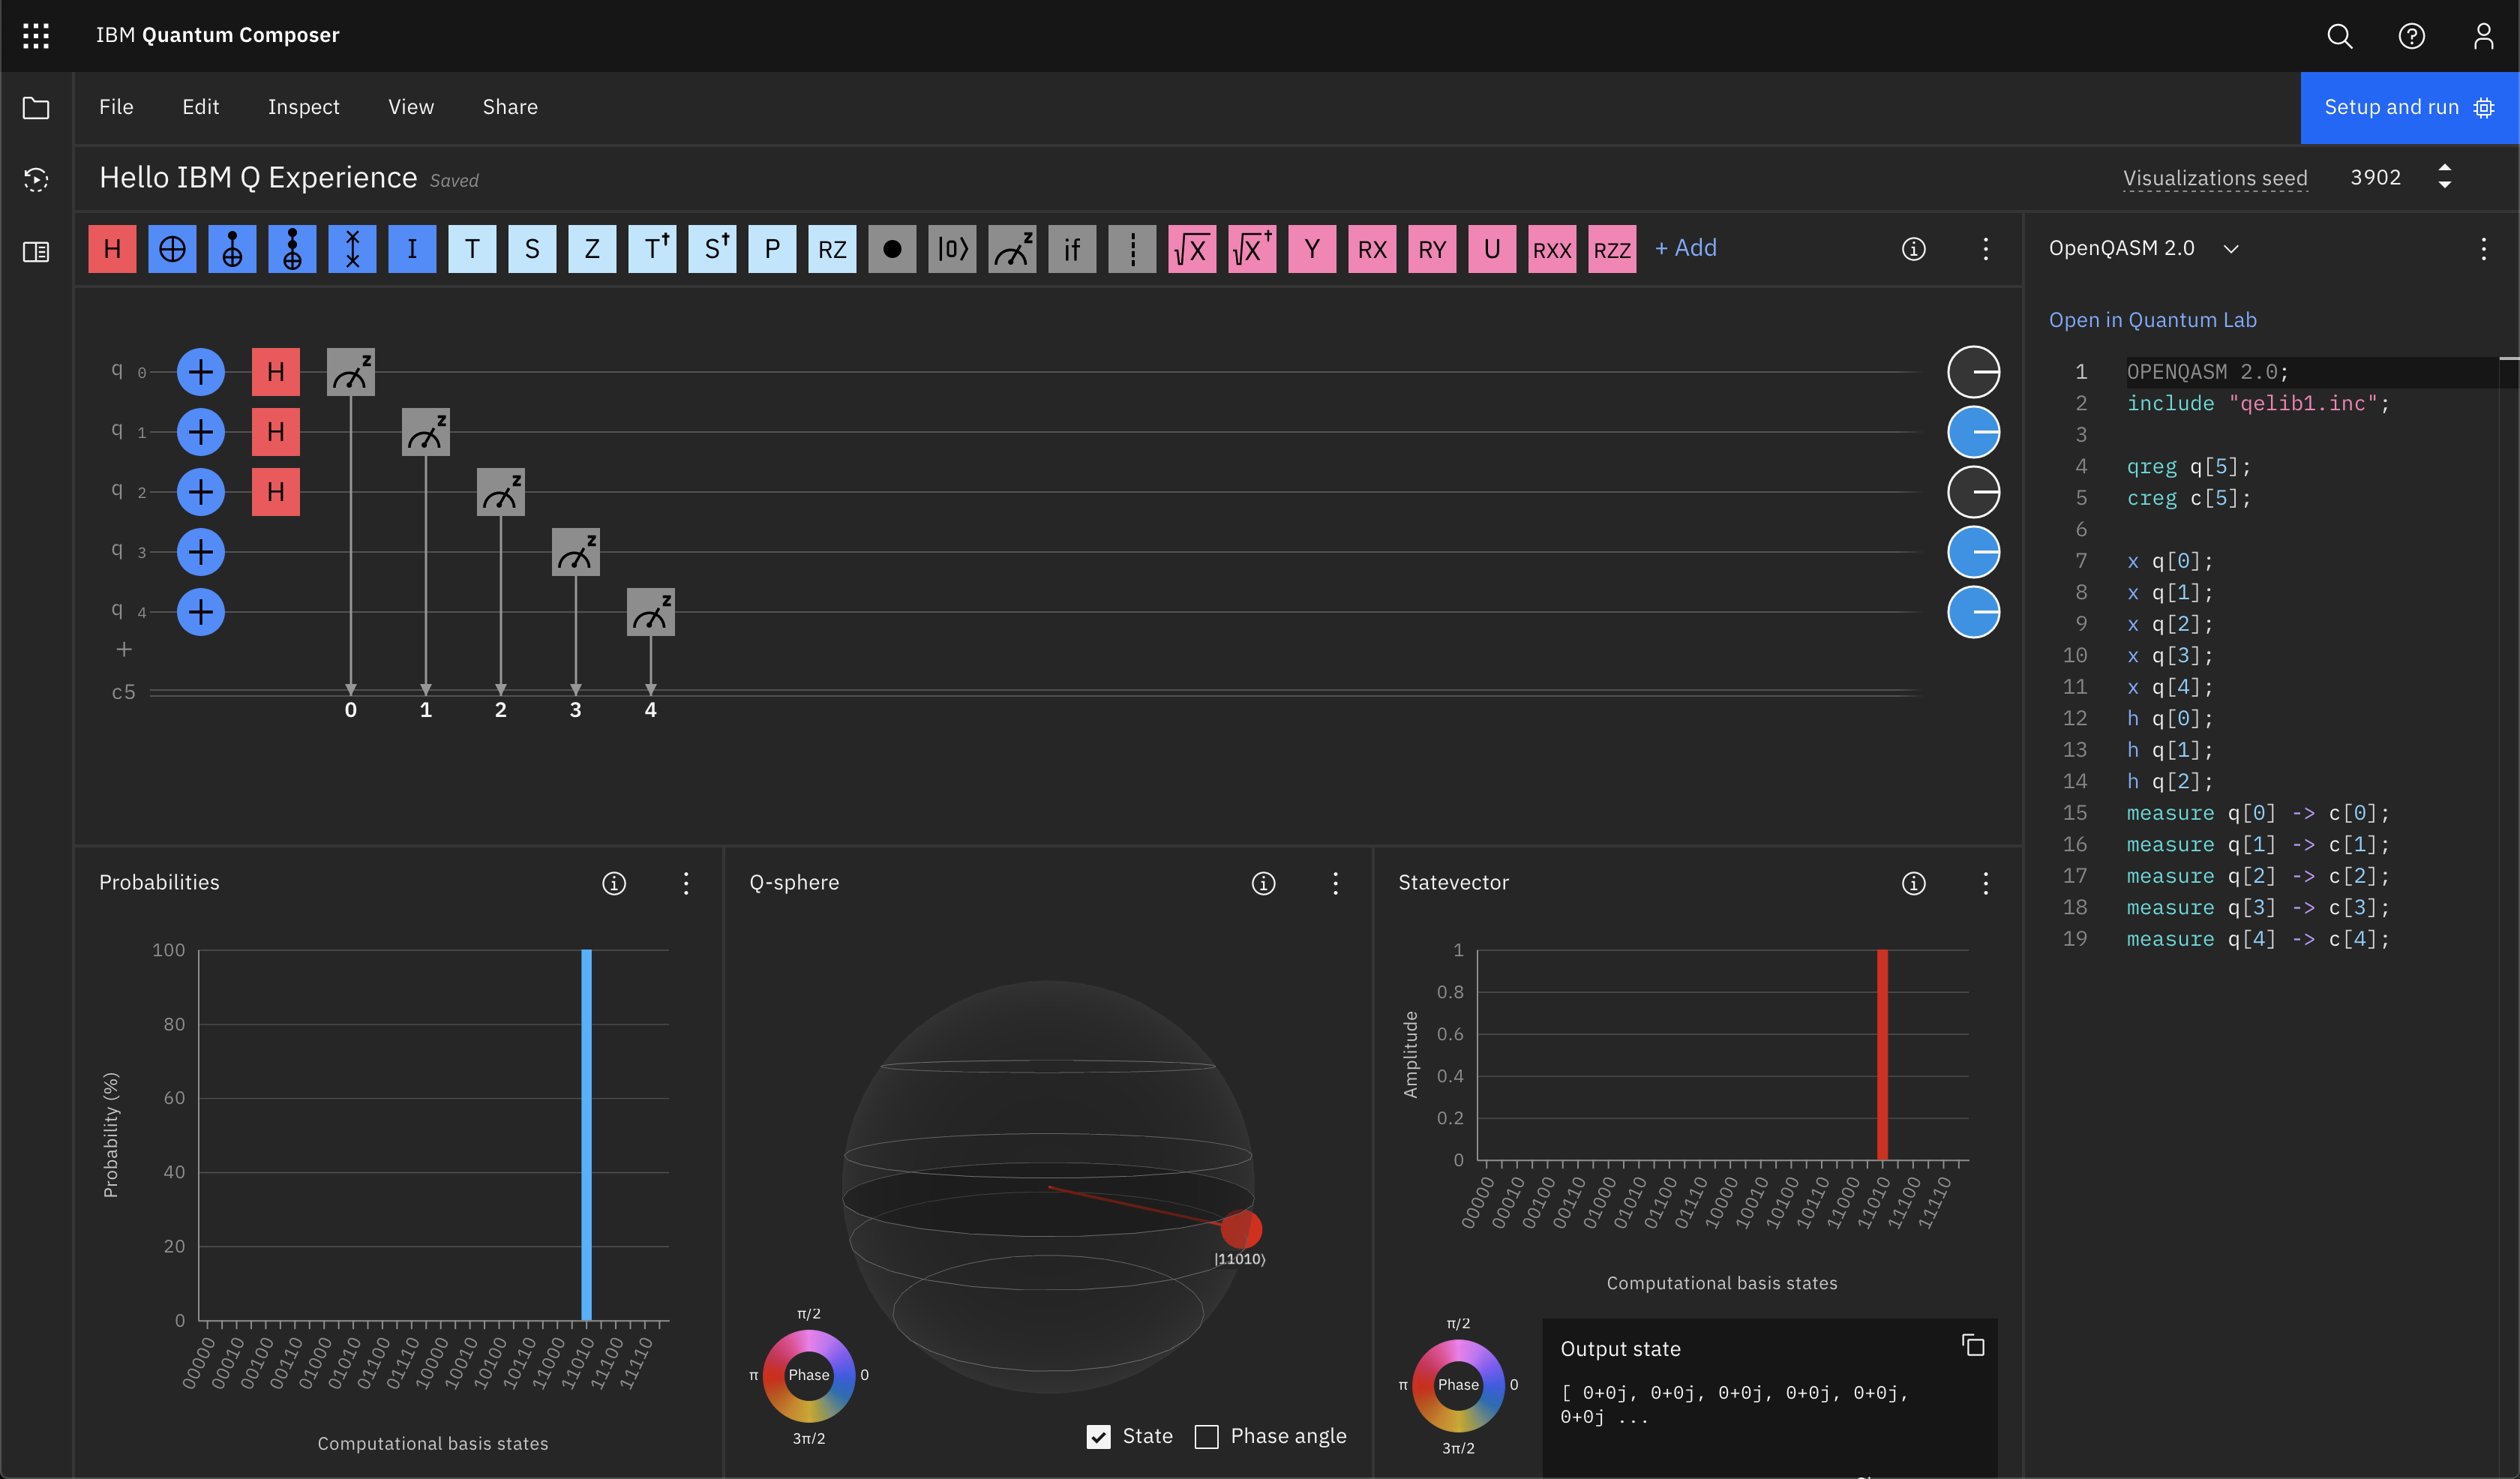 IBM Quantum Composer
File Edit Inspect View Share
Setup and run
Hello IBM Q Experience Saved
Visualizations seed 3902
H I T S Z T† S† P RZ |0⟩ z if √X √X† Y RX RY U RXX RZZ + Add
OpenQASM 2.0
Open in Quantum Lab
q 0 H z
q 1 H z
q 2 H z
q 3 z
q 4 z
+
c5
0 1 2 3 4
1 OPENQASM 2.0;
2 include "qelib1.inc";
3
4 qreg q[5];
5 creg c[5];
6
7 x q[0];
8 x q[1];
9 x q[2];
10 x q[3];
11 x q[4];
12 h q[0];
13 h q[1];
14 h q[2];
15 measure q[0] -> c[0];
16 measure q[1] -> c[1];
17 measure q[2] -> c[2];
18 measure q[3] -> c[3];
19 measure q[4] -> c[4];
Probabilities
Probability (%)
100
80
60
40
20
0
00000 00010 00100 00110 01000 01010 01100 01110 10000 10010 10100 10110 11000 11010 11100 11110
Computational basis states
Q-sphere
|11010⟩
π/2
π Phase 0
3π/2
State Phase angle
Statevector
Amplitude
1
0.8
0.6
0.4
0.2
0
00000 00010 00100 00110 01000 01010 01100 01110 10000 10010 10100 10110 11000 11010 11100 11110
Computational basis states
π/2
π Phase 0
3π/2
Output state
[ 0+0j, 0+0j, 0+0j, 0+0j, 0+0j,
0+0j ...